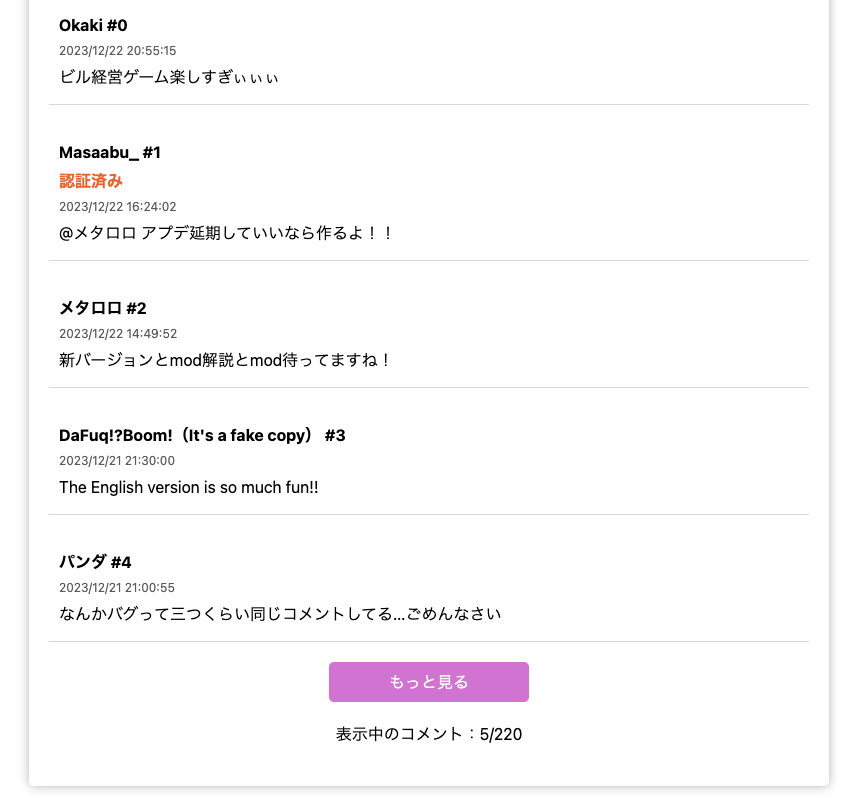 Okaki #0
2023/12/22 20:55:15
ビル経営ゲーム楽しすぎぃぃぃ
Masaabu_ #1
認証済み
2023/12/22 16:24:02
@メタロロ アプデ延期していいなら作るよ！！
メタロロ #2
2023/12/22 14:49:52
新バージョンとmod解説とmod待ってますね！
DaFuq!?Boom!（It's a fake copy） #3
2023/12/21 21:30:00
The English version is so much fun!!
パンダ #4
2023/12/21 21:00:55
なんかバグって三つくらい同じコメントしてる...ごめんなさい
もっと見る
表示中のコメント：5/220